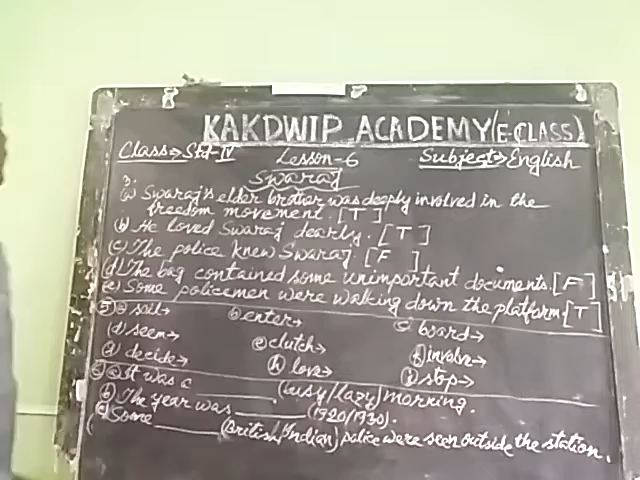 KAKDWIP ACADEMY (E-CLASS)
Class→ Std-IV Lesson-6 Subject→ English
Swaraj
3.
(a) Swaraj's elder brother was deeply involved in the
freedom movement. [T]
(b) He loved Swaraj dearly. [T]
(c) The police knew Swaraj. [F]
(d) The bag contained some unimportant documents. [F]
(e) Some policemen were walking down the platform. [T]
5) (a) sail→ (b) enter→ (c) board→
(d) seem→ (e) clutch→ (f) involve→
(g) decide→ (h) love→ (i) stop→
(a) It was a ______ (busy/lazy) morning.
(b) The year was ______ (1920/1930).
(c) Some ______ (British/Indian) police were seen outside the station.